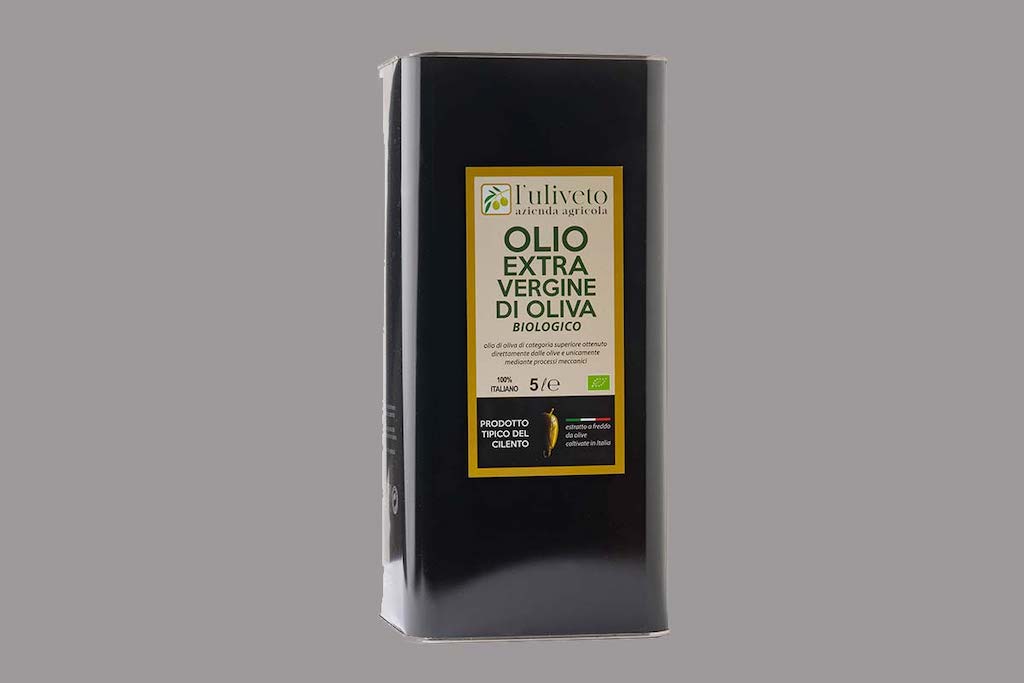 l'uliveto
azienda agricola
OLIO
EXTRA
VERGINE
DI OLIVA
BIOLOGICO
olio di oliva di categoria superiore ottenuto
direttamente dalle olive e unicamente
mediante processi meccanici
100%
ITALIANO
5 l e
PRODOTTO
TIPICO DEL
CILENTO
estratto a freddo
da olive
coltivate in Italia